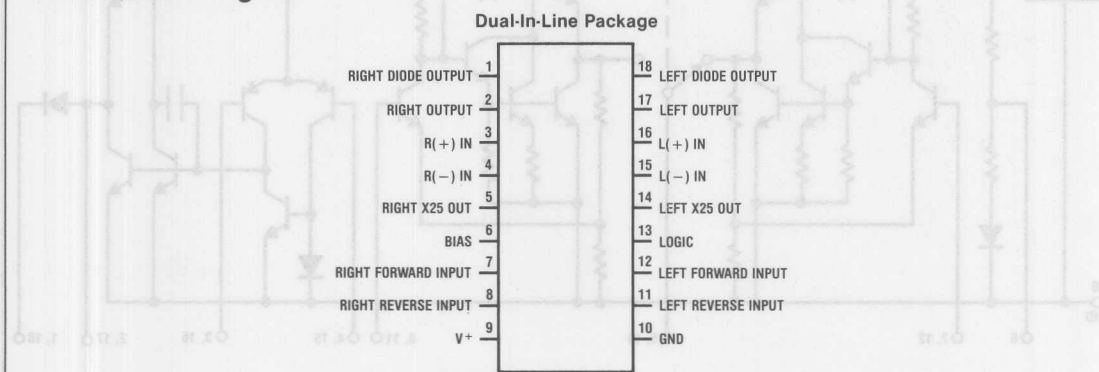 Dual-In-Line Package
RIGHT DIODE OUTPUT 1
18 LEFT DIODE OUTPUT
RIGHT OUTPUT 2
17 LEFT OUTPUT
R(+) IN 3
16 L(+) IN
R(−) IN 4
15 L(−) IN
RIGHT X25 OUT 5
14 LEFT X25 OUT
BIAS 6
13 LOGIC
RIGHT FORWARD INPUT 7
12 LEFT FORWARD INPUT
RIGHT REVERSE INPUT 8
11 LEFT REVERSE INPUT
V+ 9
10 GND